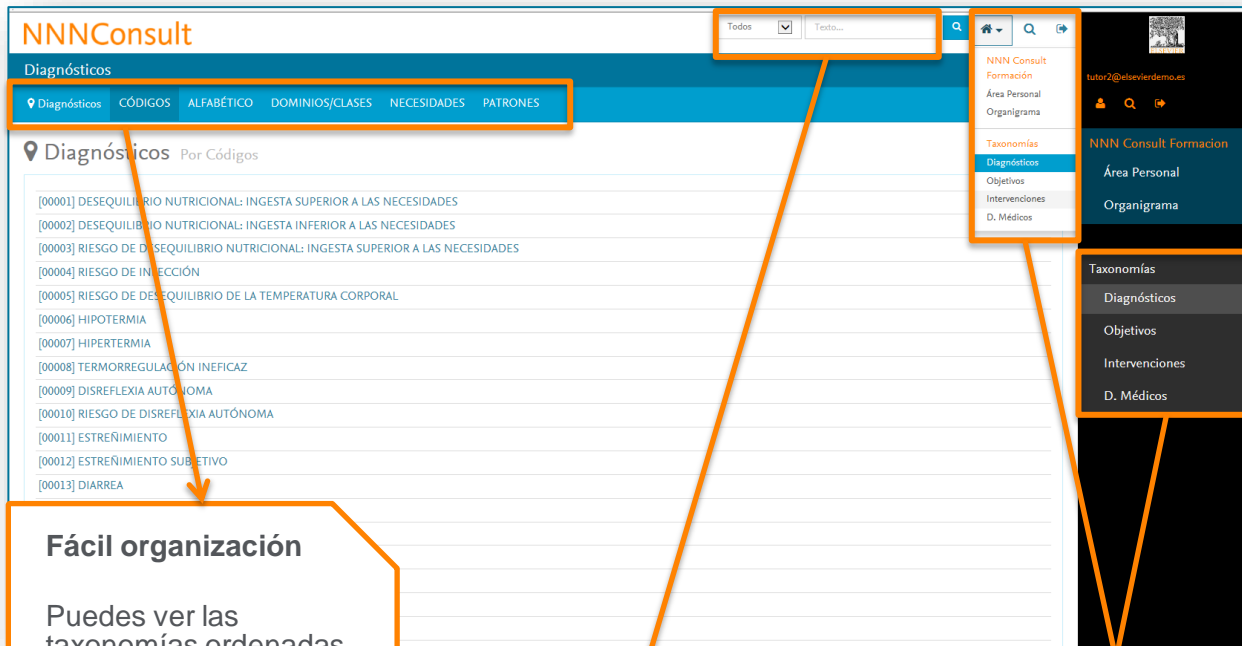 NNNConsult
Todos
Texto...
Diagnósticos
Diagnósticos CÓDIGOS ALFABÉTICO DOMINIOS/CLASES NECESIDADES PATRONES
Diagnósticos Por Códigos
[00001] DESEQUILIBRIO NUTRICIONAL: INGESTA SUPERIOR A LAS NECESIDADES
[00002] DESEQUILIBRIO NUTRICIONAL: INGESTA INFERIOR A LAS NECESIDADES
[00003] RIESGO DE DESEQUILIBRIO NUTRICIONAL: INGESTA SUPERIOR A LAS NECESIDADES
[00004] RIESGO DE INFECCIÓN
[00005] RIESGO DE DESEQUILIBRIO DE LA TEMPERATURA CORPORAL
[00006] HIPOTERMIA
[00007] HIPERTERMIA
[00008] TERMORREGULACIÓN INEFICAZ
[00009] DISREFLEXIA AUTÓNOMA
[00010] RIESGO DE DISREFLEXIA AUTÓNOMA
[00011] ESTREÑIMIENTO
[00012] ESTREÑIMIENTO SUBJETIVO
[00013] DIARREA
Fácil organización
Puedes ver las
taxonomías ordenadas
NNN Consult
Formación
Área Personal
Organigrama
Taxonomías
Diagnósticos
Objetivos
Intervenciones
D. Médicos
ELSEVIER
tutor2@elsevierdemo.es
NNN Consult Formacion
Área Personal
Organigrama
Taxonomías
Diagnósticos
Objetivos
Intervenciones
D. Médicos